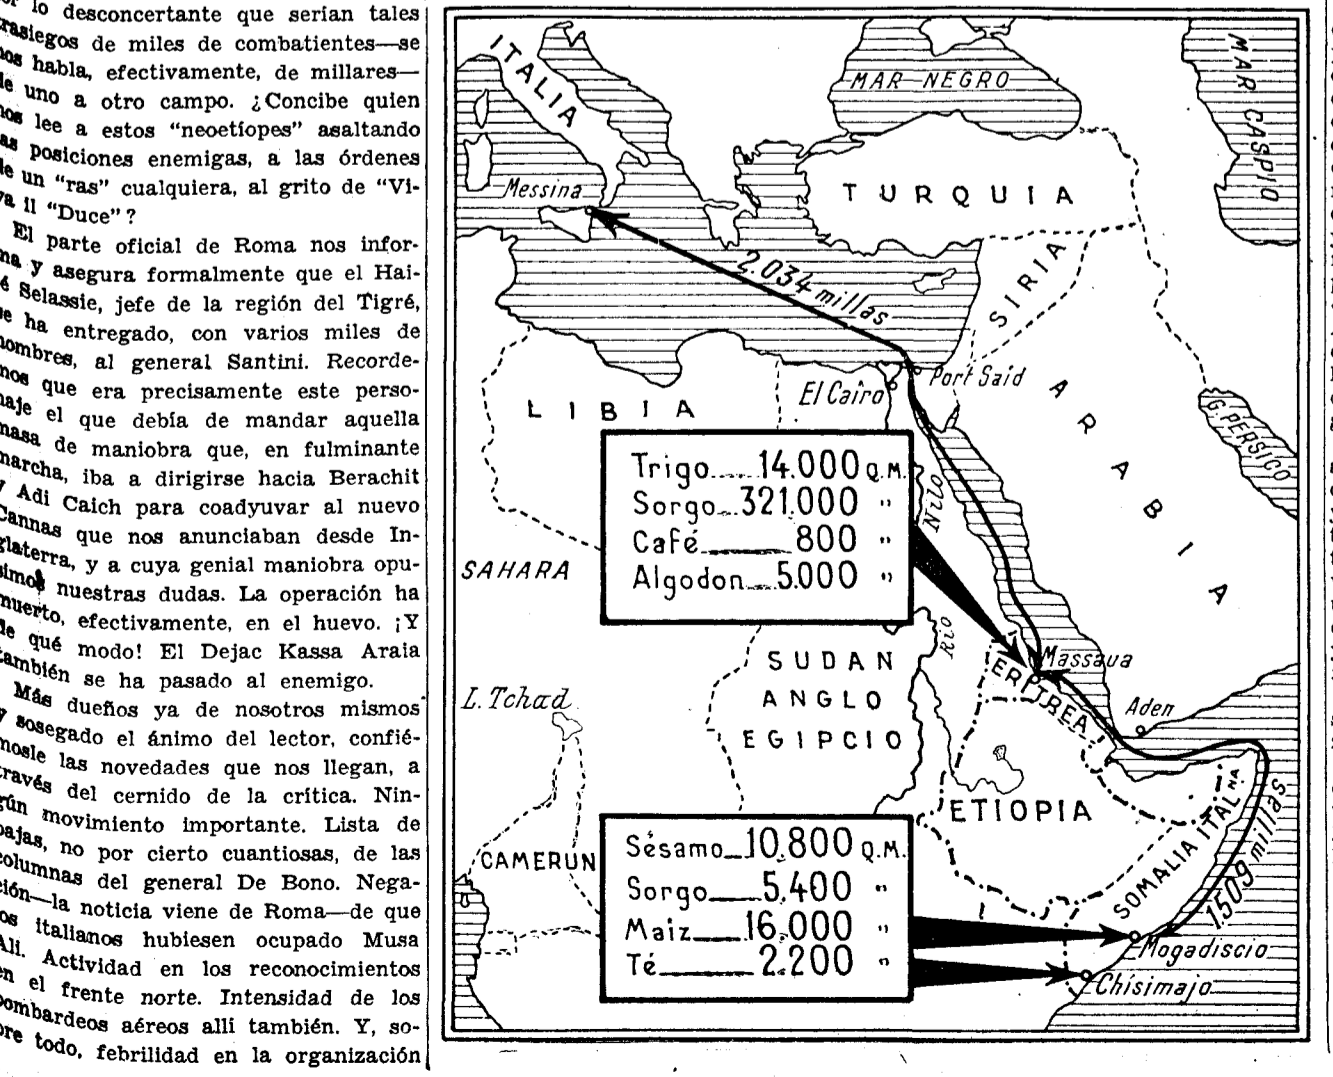 lo desconcertante que serían tales
rasiegos de miles de combatientes—se
nos habla, efectivamente, de millares—
de uno a otro campo. ¿Concibe quien
nos lee a estos "neoetíopes" asaltando
as posiciones enemigas, a las órdenes
de un "ras" cualquiera, al grito de "Vi-
va il "Duce"?
El parte oficial de Roma nos infor-
ma y asegura formalmente que el Hai-
é Selassie, jefe de la región del Tigré,
se ha entregado, con varios miles de
hombres, al general Santini. Recorde-
mos que era precisamente este perso-
naje el que debía de mandar aquella
masa de maniobra que, en fulminante
marcha, iba a dirigirse hacia Berachit
y Adi Caich para coadyuvar al nuevo
Cannas que nos anunciaban desde In-
glaterra, y a cuya genial maniobra opu-
simos nuestras dudas. La operación ha
muerto, efectivamente, en el huevo. ¡Y
de qué modo! El Dejac Kassa Araia
también se ha pasado al enemigo.
Más dueños ya de nosotros mismos
y sosegado el ánimo del lector, confié-
mosle las novedades que nos llegan, a
través del cernido de la crítica. Nin-
gún movimiento importante. Lista de
bajas, no por cierto cuantiosas, de las
columnas del general De Bono. Nega-
ción—la noticia viene de Roma—de que
os italianos hubiesen ocupado Musa
Ali. Actividad en los reconocimientos
en el frente norte. Intensidad de los
bombardeos aéreos allí también. Y, so-
bre todo, febrilidad en la organización
ITALIA
MAR NEGRO
MAR CASPIO
Messina
TURQUIA
2.034 millas
SIRIA
Port Said
El Cairo
LIBIA
ARABIA
G. PERSICO
Trigo 14.000 Q.M.
Sorgo 321.000 "
Café 800 "
Algodon 5.000 "
Nilo
SAHARA
Rio
SUDAN
ANGLO
EGIPCIO
Massaua
ERITREA
Aden
L. Tchad
ETIOPIA
CAMERUN
Sésamo 10.800 Q.M.
Sorgo 5.400 "
Maiz 16.000 "
Té 2.200 "
SOMALIA ITALNA
1.509 millas
Mogadiscio
Chísimajo